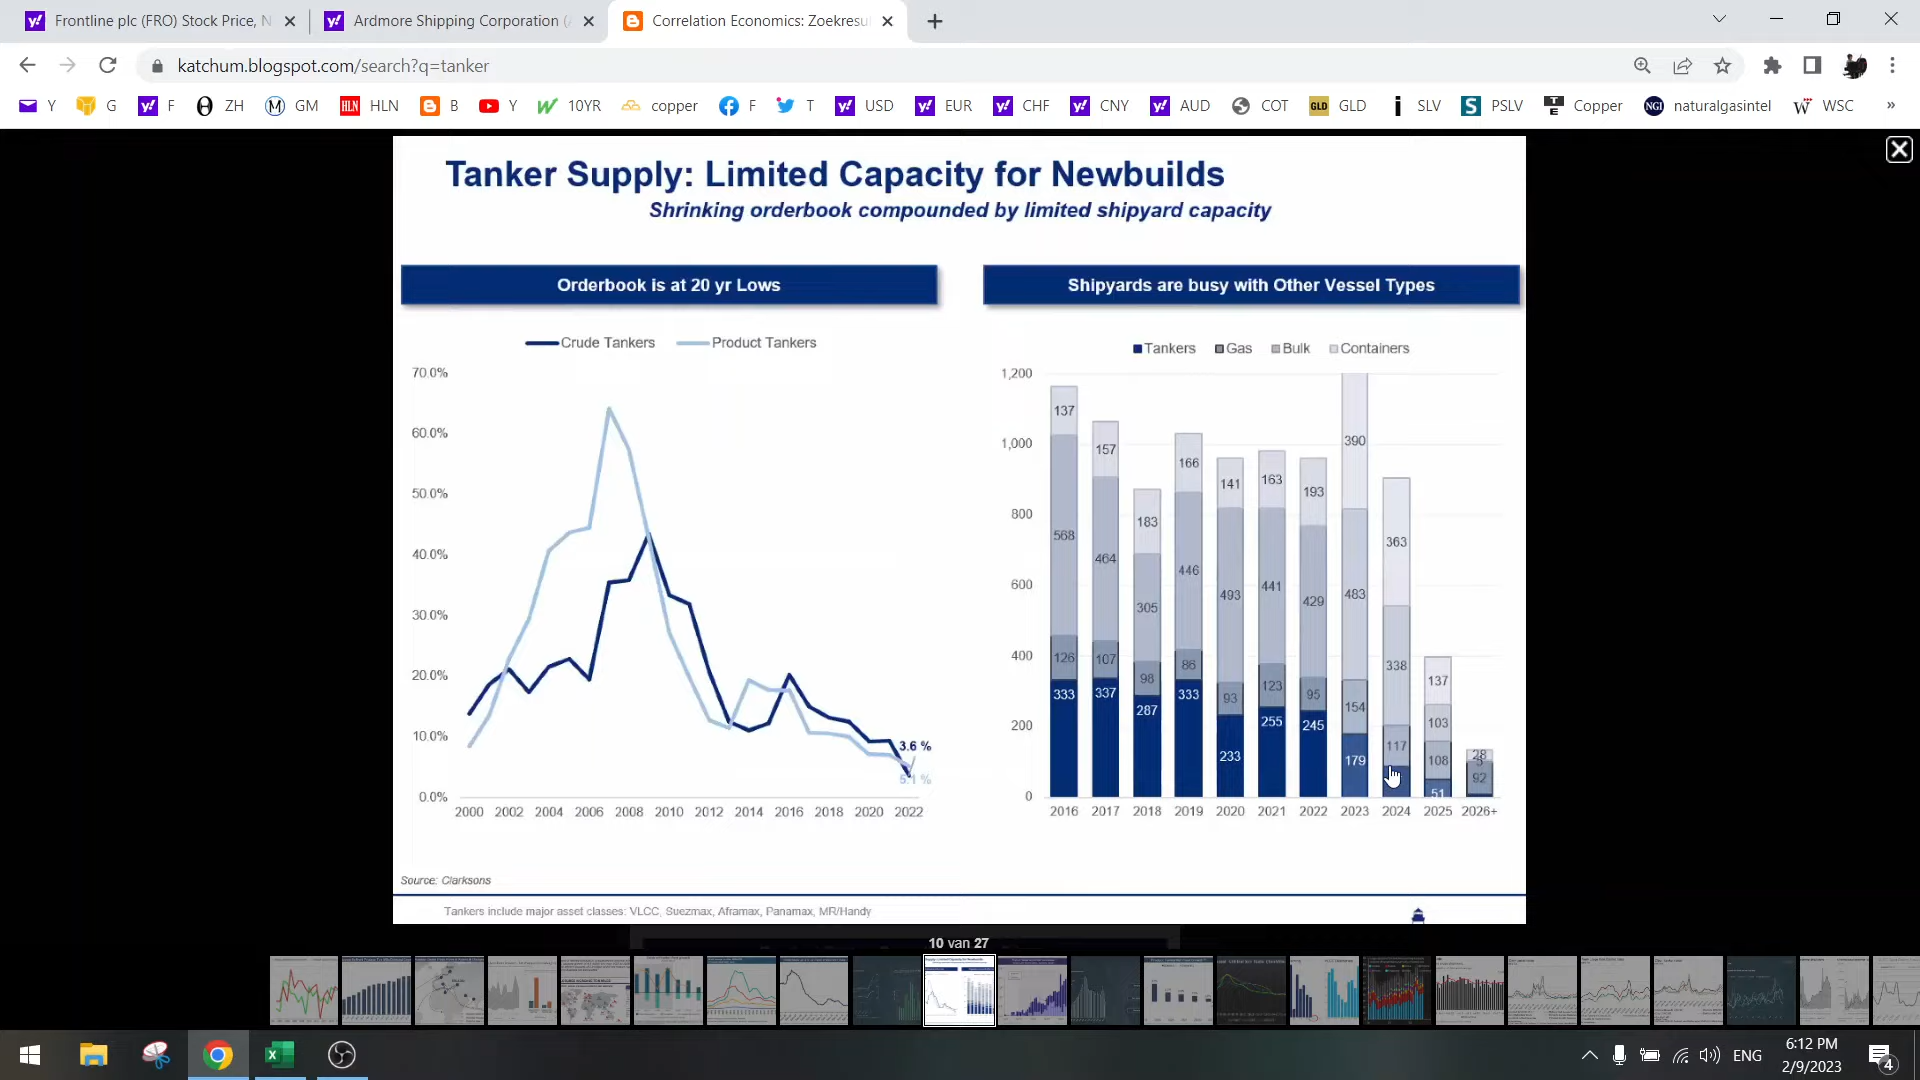 Frontline plc (FRO) Stock Price, N
Ardmore Shipping Corporation (
Correlation Economics: Zoekresu
katchum.blogspot.com/search?q=tanker
Y G F ZH GM HLN HLN B Y 10YR copper F T USD EUR CHF CNY AUD COT GLD GLD SLV PSLV Copper NGI naturalgasintel WSC »
Tanker Supply: Limited Capacity for Newbuilds
Shrinking orderbook compounded by limited shipyard capacity
Orderbook is at 20 yr Lows
Crude Tankers Product Tankers
70.0%
60.0%
50.0%
40.0%
30.0%
20.0%
10.0%
0.0%
3.6 %
5.1 %
2000 2002 2004 2006 2008 2010 2012 2014 2016 2018 2020 2022
Shipyards are busy with Other Vessel Types
Tankers Gas Bulk Containers
1,200
1,000
800
600
400
200
0
137 568 126 333
157 464 107 337
183 305 98 287
166 446 86 333
141 493 93 233
163 441 123 255
193 429 95 245
390 483 154 179
363 338 117
137 103 108 51
28 92
2016 2017 2018 2019 2020 2021 2022 2023 2024 2025 2026+
Source: Clarksons
Tankers include major asset classes: VLCC, Suezmax, Aframax, Panamax, MR/Handy
10 van 27
ENG
6:12 PM
2/9/2023
4